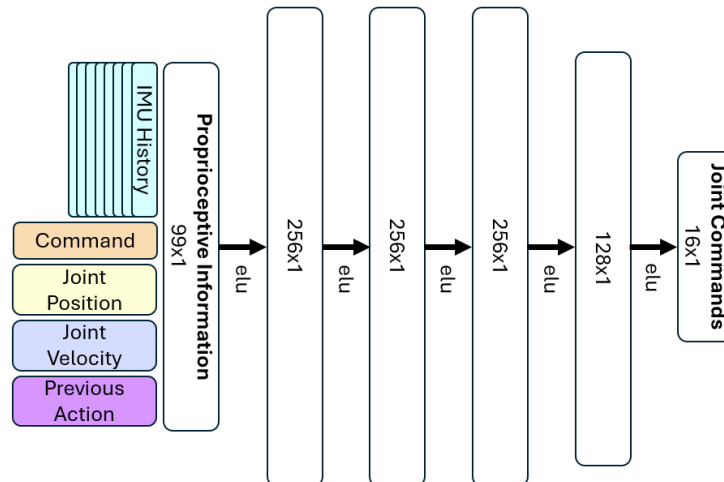 IMU History
Command
Joint
Position
Joint
Velocity
Previous
Action
Proprioceptive Information
99x1
elu
256x1
elu
256x1
elu
256x1
elu
128x1
elu
Joint Commands
16x1